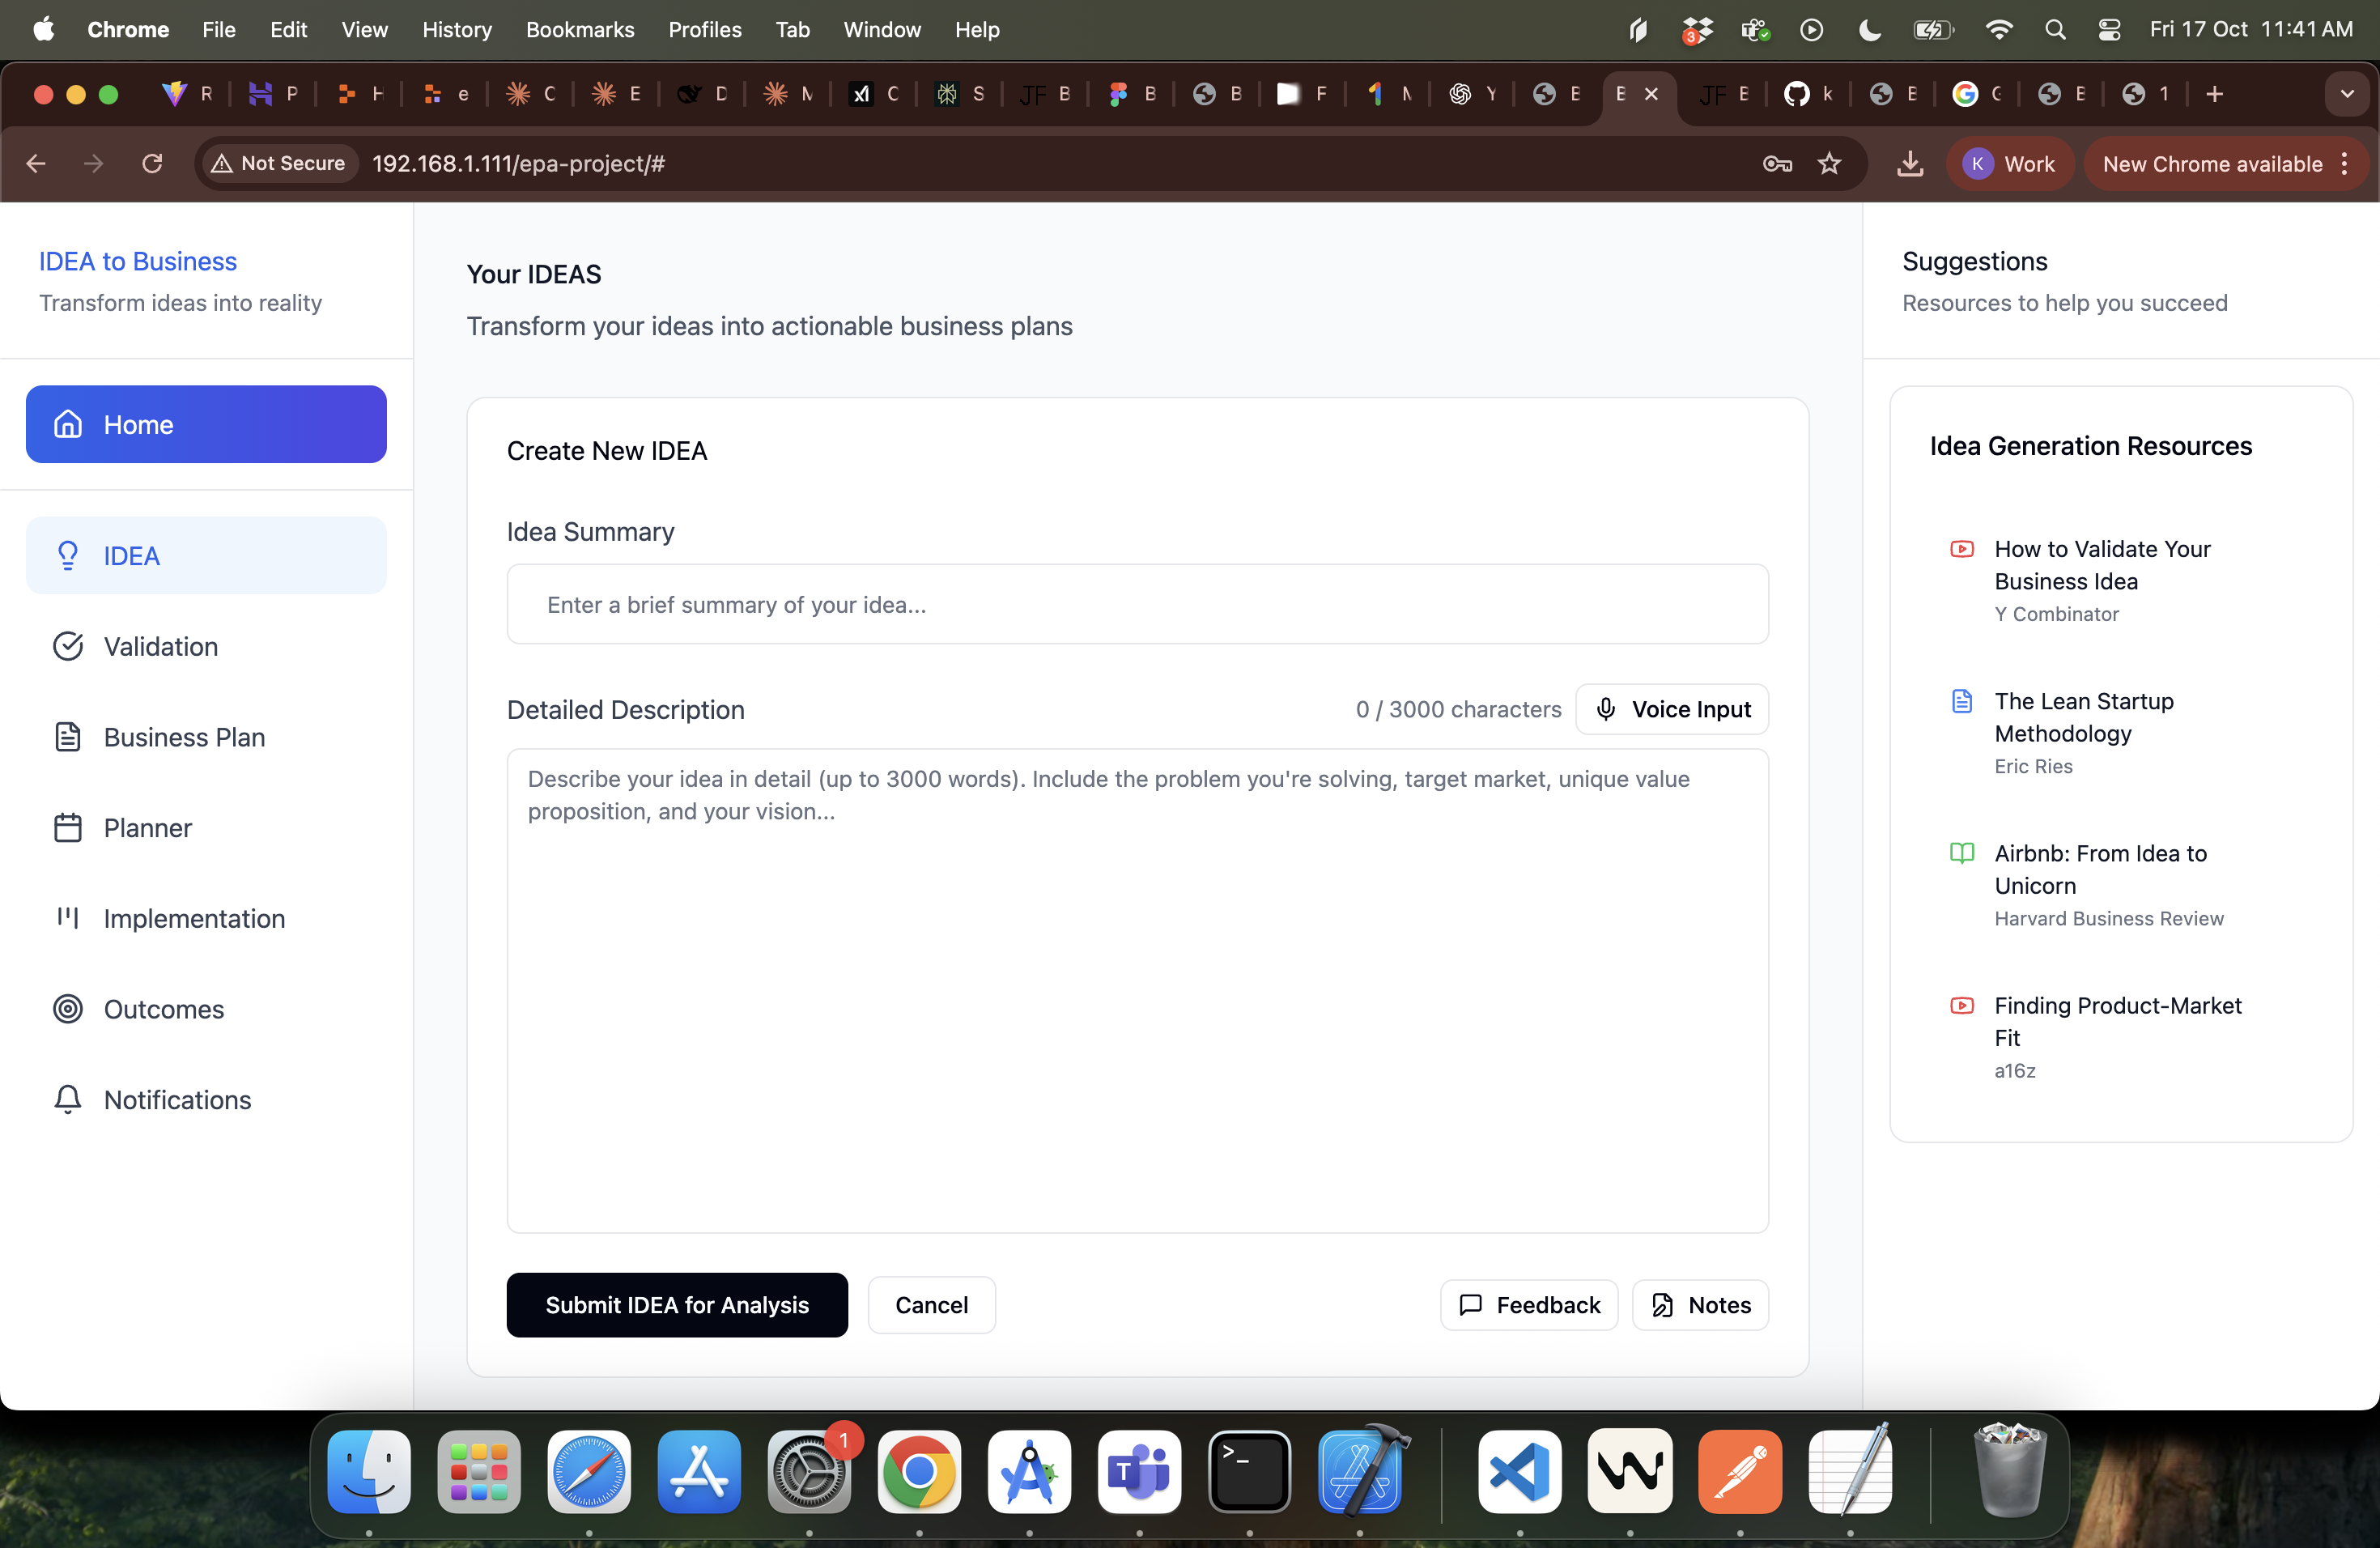 Chrome File Edit View History Bookmarks Profiles Tab Window Help
3
Fri 17 Oct 11:41 AM
R P H e C E D M C S B B B F M Y B B B k B C B 1
Not Secure 192.168.1.111/epa-project/#
K Work
New Chrome available
IDEA to Business
Transform ideas into reality
Home
IDEA
Validation
Business Plan
Planner
Implementation
Outcomes
Notifications
Your IDEAS
Transform your ideas into actionable business plans
Create New IDEA
Idea Summary
Enter a brief summary of your idea...
Detailed Description
0 / 3000 characters
Voice Input
Describe your idea in detail (up to 3000 words). Include the problem you're solving, target market, unique value
proposition, and your vision...
Submit IDEA for Analysis
Cancel
Feedback
Notes
Suggestions
Resources to help you succeed
Idea Generation Resources
How to Validate Your
Business Idea
Y Combinator
The Lean Startup
Methodology
Eric Ries
Airbnb: From Idea to
Unicorn
Harvard Business Review
Finding Product-Market
Fit
a16z
1